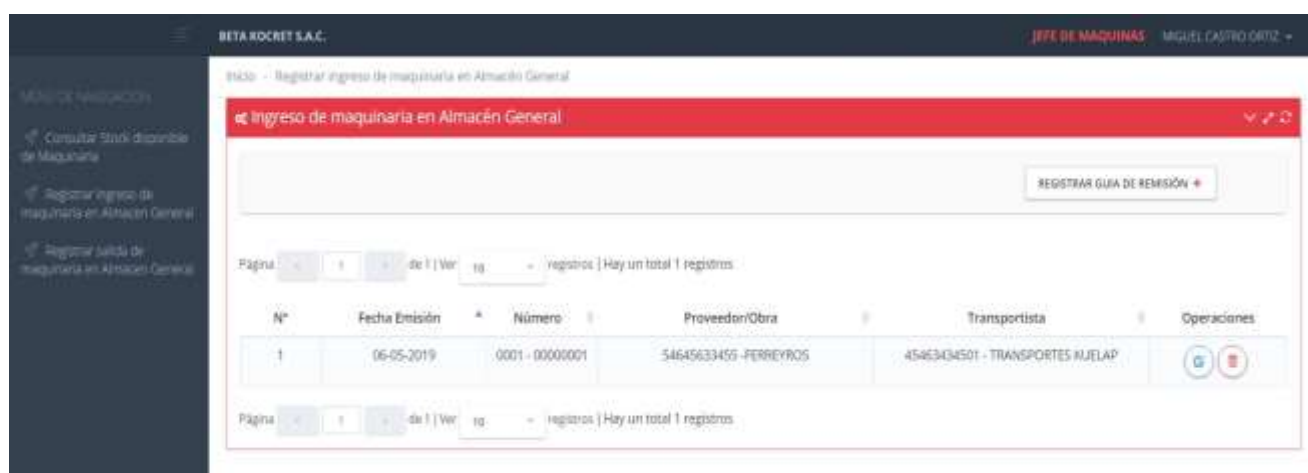 BETA KOCRET S.A.C.
JEFE DE MAQUINAS MIGUEL CASTRO ORTIZ
Inicio - Registrar ingreso de maquinaria en Almacén General
MENÚ DE NAVEGACIÓN
Consultar Stock disponible
de Maquinaria
Registrar ingreso de
maquinaria en Almacen General
Registrar salida de
maquinaria en Almacen General
Ingreso de maquinaria en Almacén General
REGISTRAR GUIA DE REMISIÓN +
Página 1 de 1 | Ver 10 registros | Hay un total 1 registros
N° Fecha Emisión Número Proveedor/Obra Transportista Operaciones
1 06-05-2019 0001 - 00000001 54645633455 -FERREYROS 45463434501 - TRANSPORTES KUELAP
Página 1 de 1 | Ver 10 registros | Hay un total 1 registros